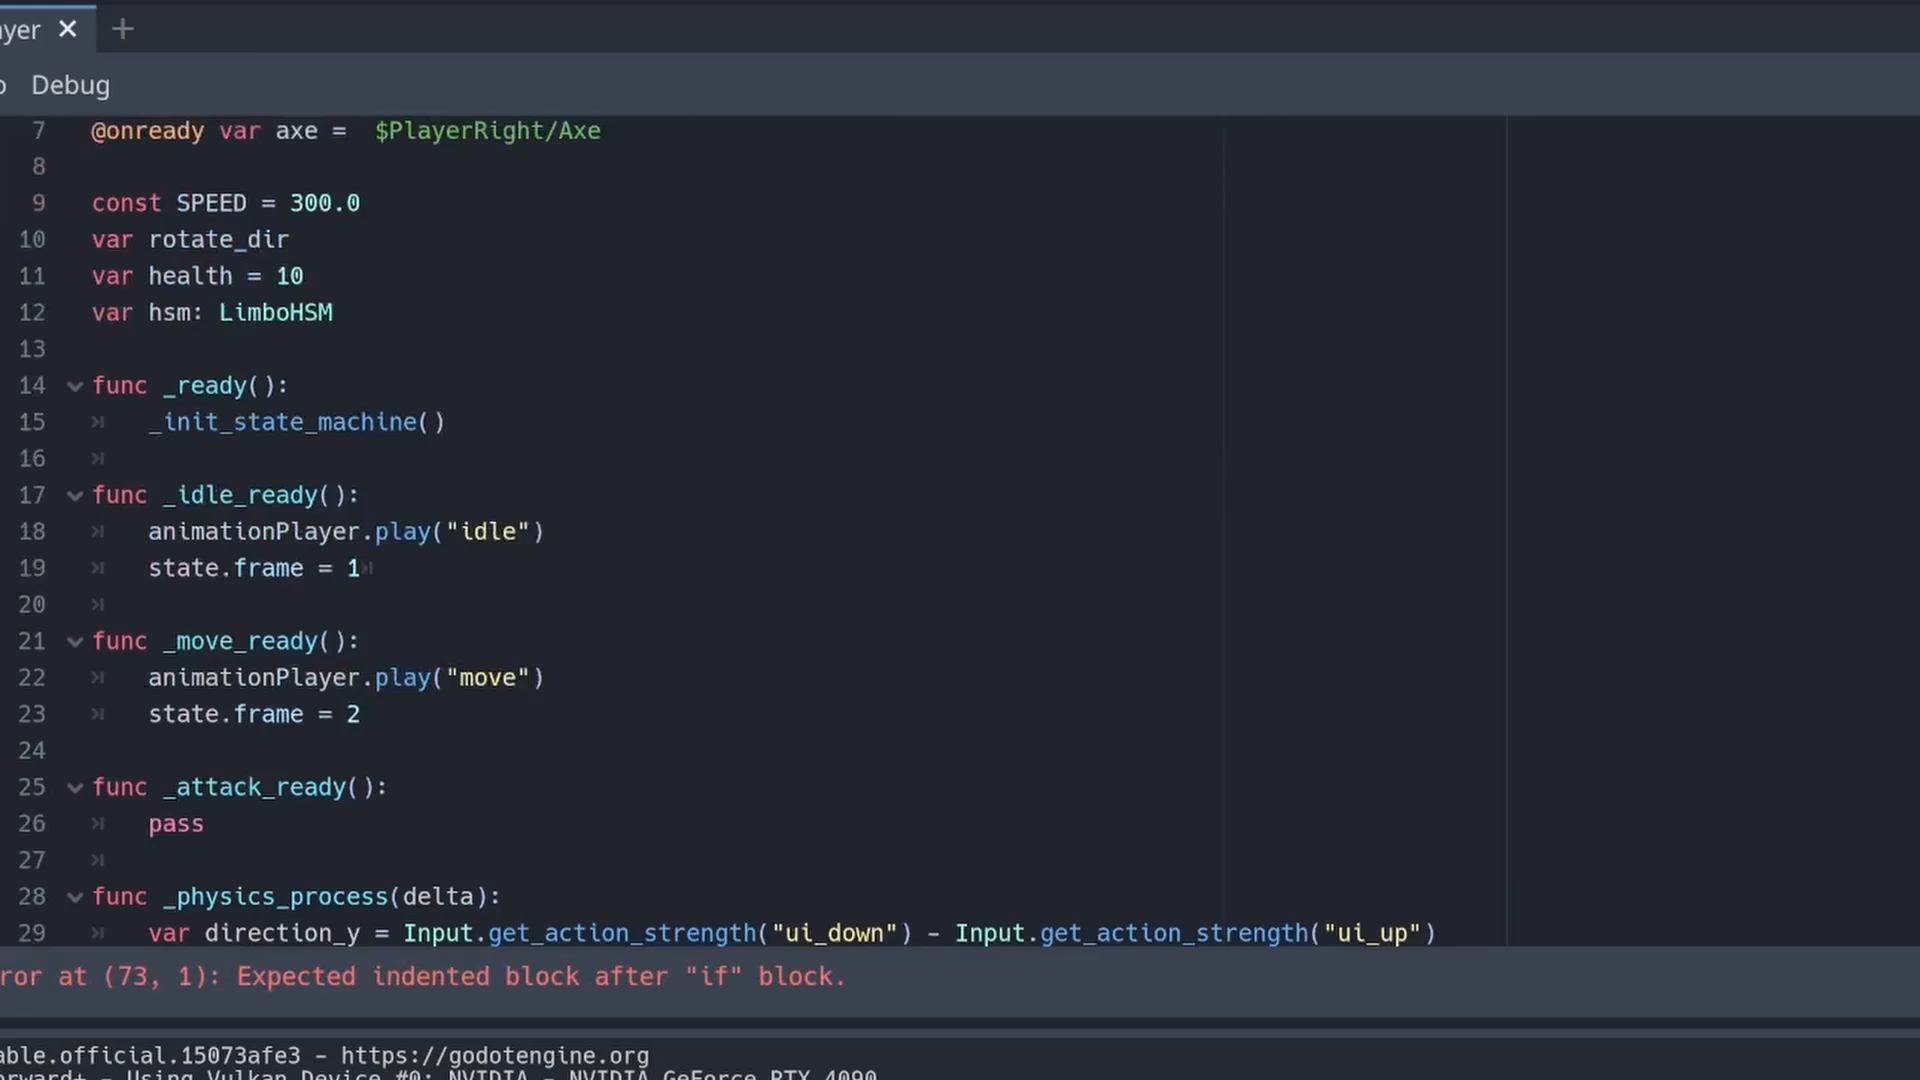 ayer × +
Debug
7 @onready var axe =  $PlayerRight/Axe
8
9 const SPEED = 300.0
10 var rotate_dir
11 var health = 10
12 var hsm: LimboHSM
13
14 func _ready():
15 _init_state_machine()
16
17 func _idle_ready():
18 animationPlayer.play("idle")
19 state.frame = 1
20
21 func _move_ready():
22 animationPlayer.play("move")
23 state.frame = 2
24
25 func _attack_ready():
26 pass
27
28 func _physics_process(delta):
29 var direction_y = Input.get_action_strength("ui_down") - Input.get_action_strength("ui_up")
ror at (73, 1): Expected indented block after "if" block.
able.official.15073afe3 - https://godotengine.org
orward+ - Using Vulkan Device #0: NVIDIA - NVIDIA GeForce RTX 4090